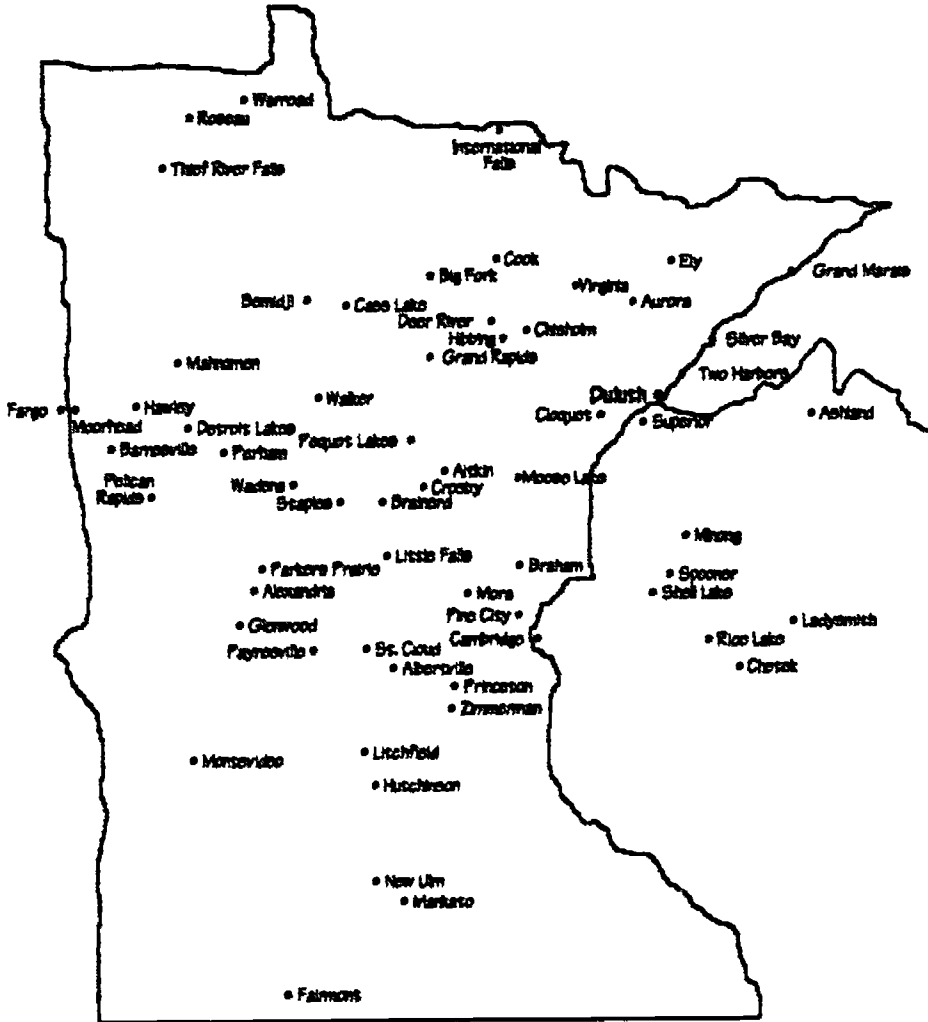 Warroad
Roseau
International
Falls
Thief River Falls
Cook
Ely
Big Fork
Grand Marais
Virginia
Bemidji
Cass Lake
Aurora
Deer River
Chisholm
Hibbing
Silver Bay
Grand Rapids
Mahnomen
Two Harbors
Duluth
Walker
Fargo
Hawley
Cloquet
Ashland
Moorhead
Detroit Lakes
Superior
Pequot Lakes
Barnesville
Perham
Aitkin
Moose Lake
Pelican
Rapids
Wadena
Crosby
Staples
Brainerd
Minong
Little Falls
Braham
Parkers Prairie
Spooner
Alexandria
Mora
Shell Lake
Pine City
Ladysmith
Glenwood
Cambridge
Rice Lake
Paynesville
St. Cloud
Albertville
Chetek
Princeton
Zimmerman
Litchfield
Montevideo
Hutchinson
New Ulm
Mankato
Fairmont